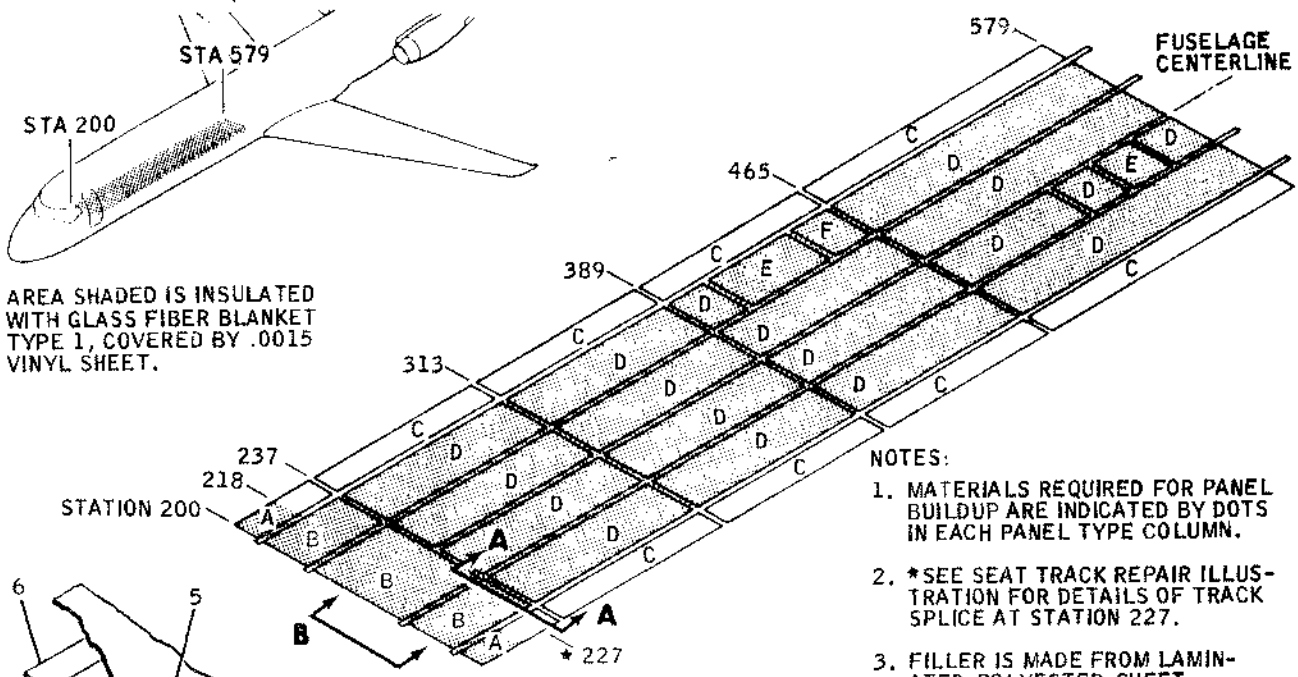 STA 579
STA 200
AREA SHADED IS INSULATED
WITH GLASS FIBER BLANKET
TYPE 1, COVERED BY .0015
VINYL SHEET.
579
FUSELAGE
CENTERLINE
C
D
D
D
E
D
465
C
F
E
D
D
D
C
389
C
D
D
D
D
D
C
313
C
D
D
D
D
D
C
237
218
STATION 200
A
B
D
D
D
C
B
B
A
A
A
B
* 227
6
5
NOTES:
1. MATERIALS REQUIRED FOR PANEL
BUILDUP ARE INDICATED BY DOTS
IN EACH PANEL TYPE COLUMN.
2. *SEE SEAT TRACK REPAIR ILLUS-
TRATION FOR DETAILS OF TRACK
SPLICE AT STATION 227.
3. FILLER IS MADE FROM LAMIN-
ATED POLYESTER SHEET